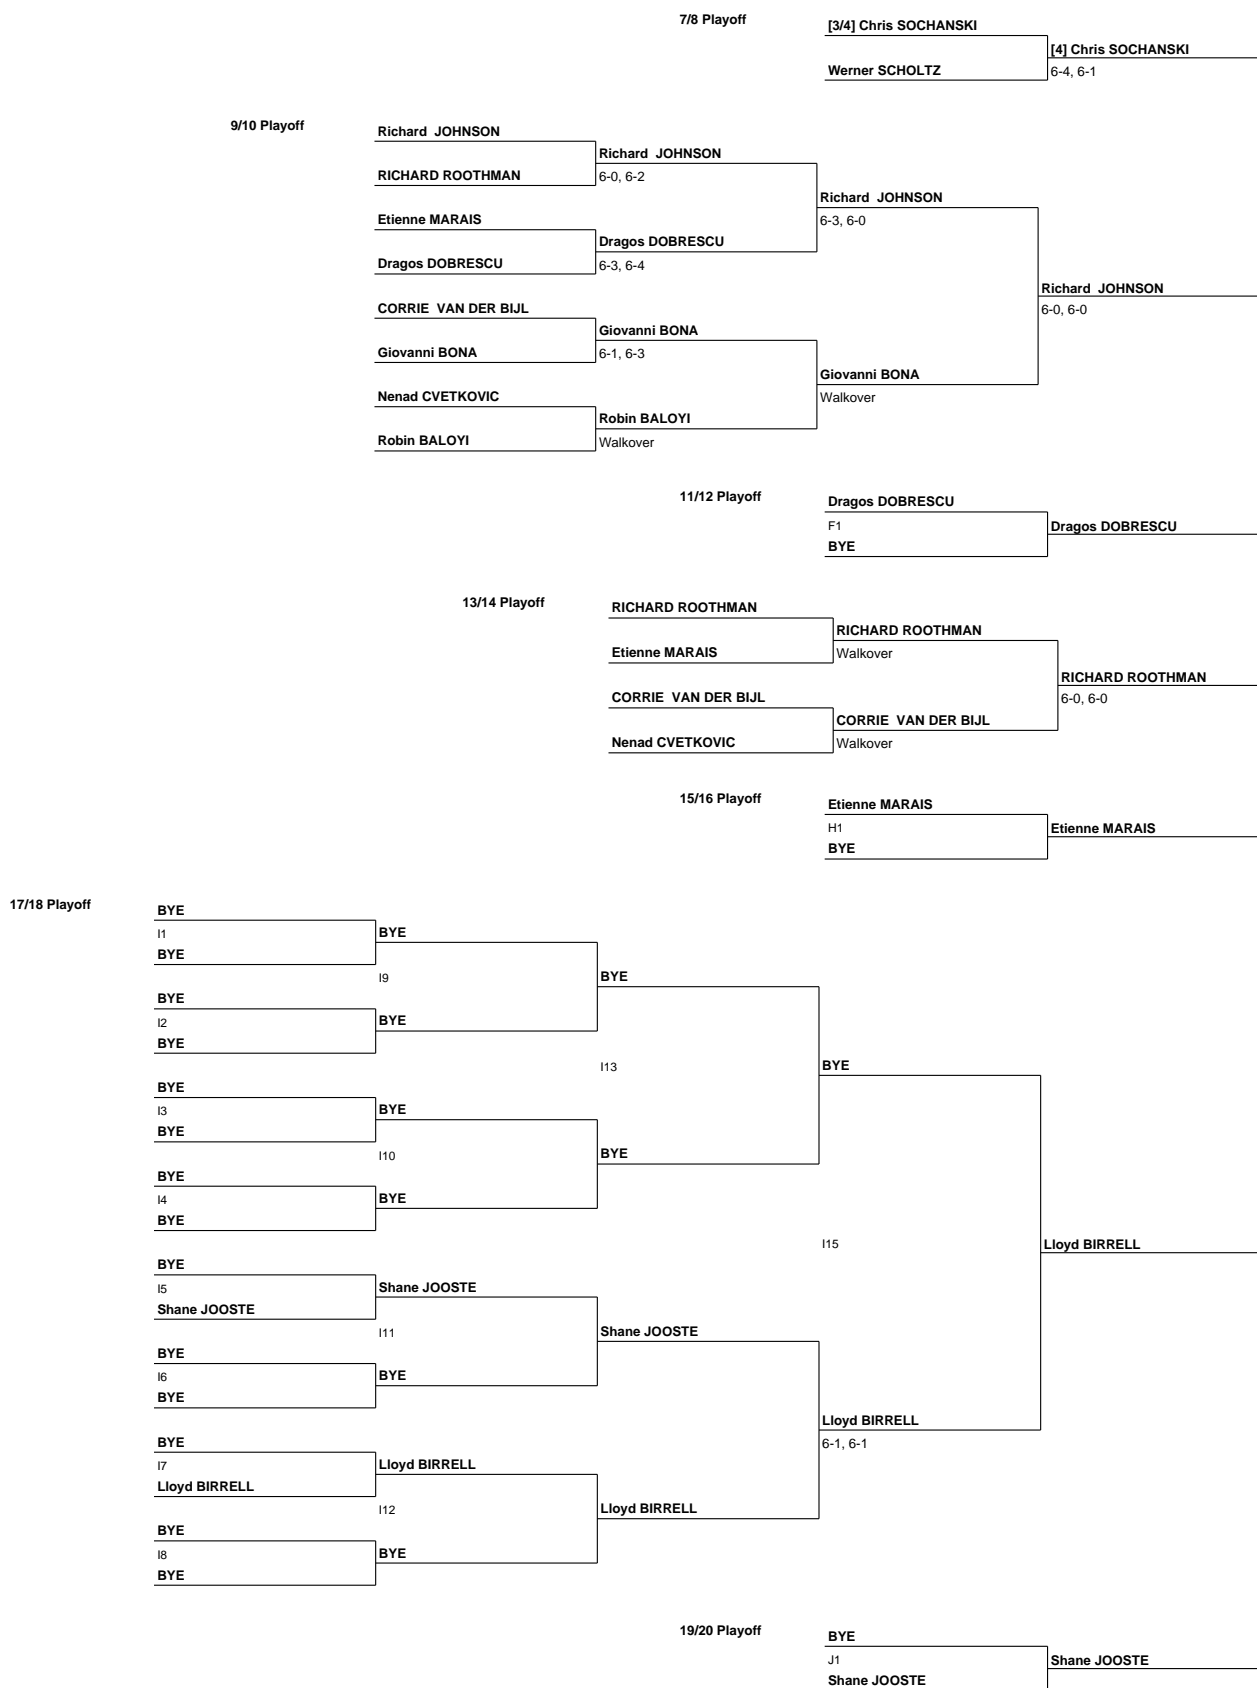 7/8 Playoff
[3/4] Chris SOCHANSKI
[4] Chris SOCHANSKI
Werner SCHOLTZ
6-4, 6-1
9/10 Playoff
Richard  JOHNSON
Richard  JOHNSON
RICHARD ROOTHMAN
6-0, 6-2
Richard  JOHNSON
Etienne MARAIS
6-3, 6-0
Dragos DOBRESCU
Dragos DOBRESCU
6-3, 6-4
Richard  JOHNSON
CORRIE  VAN DER BIJL
6-0, 6-0
Giovanni BONA
Giovanni BONA
6-1, 6-3
Giovanni BONA
Nenad CVETKOVIC
Walkover
Robin BALOYI
Robin BALOYI
Walkover
11/12 Playoff
Dragos DOBRESCU
F1
Dragos DOBRESCU
BYE
13/14 Playoff
RICHARD ROOTHMAN
RICHARD ROOTHMAN
Etienne MARAIS
Walkover
RICHARD ROOTHMAN
CORRIE  VAN DER BIJL
6-0, 6-0
CORRIE  VAN DER BIJL
Nenad CVETKOVIC
Walkover
15/16 Playoff
Etienne MARAIS
H1
Etienne MARAIS
BYE
17/18 Playoff
BYE
I1
BYE
BYE
I9
BYE
BYE
I2
BYE
BYE
I13
BYE
BYE
I3
BYE
BYE
I10
BYE
BYE
I4
BYE
BYE
I15
Lloyd BIRRELL
BYE
I5
Shane JOOSTE
Shane JOOSTE
I11
Shane JOOSTE
BYE
I6
BYE
BYE
Lloyd BIRRELL
6-1, 6-1
BYE
I7
Lloyd BIRRELL
Lloyd BIRRELL
I12
Lloyd BIRRELL
BYE
I8
BYE
BYE
19/20 Playoff
BYE
J1
Shane JOOSTE
Shane JOOSTE